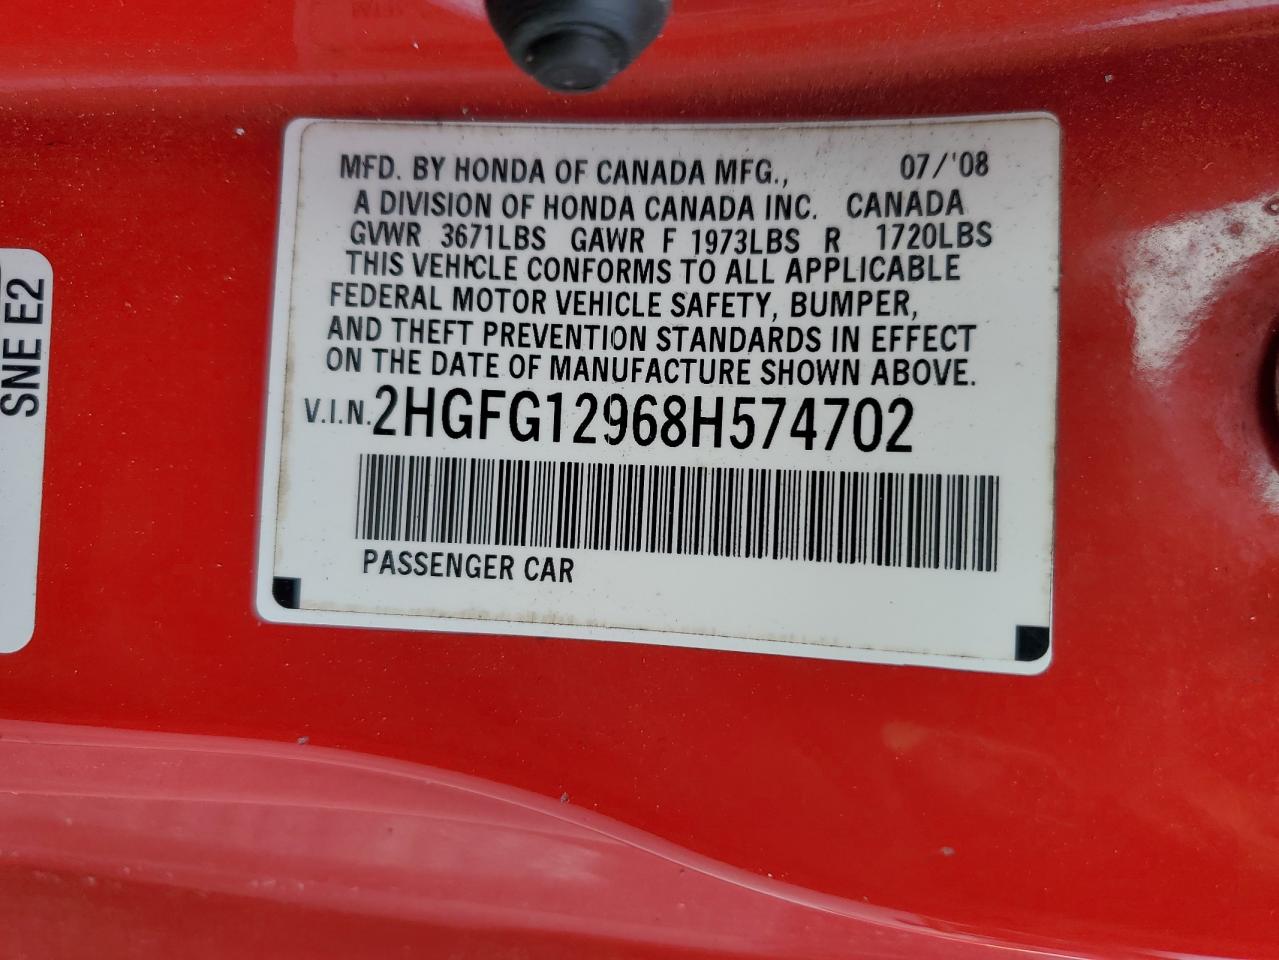 MFD. BY HONDA OF CANADA MFG., 07/'08
A DIVISION OF HONDA CANADA INC. CANADA
GVWR 3671LBS GAWR F 1973LBS R 1720LBS
THIS VEHICLE CONFORMS TO ALL APPLICABLE
FEDERAL MOTOR VEHICLE SAFETY, BUMPER,
AND THEFT PREVENTION STANDARDS IN EFFECT
ON THE DATE OF MANUFACTURE SHOWN ABOVE.
V.I.N. 2HGFG12968H574702
PASSENGER CAR
SNE E2